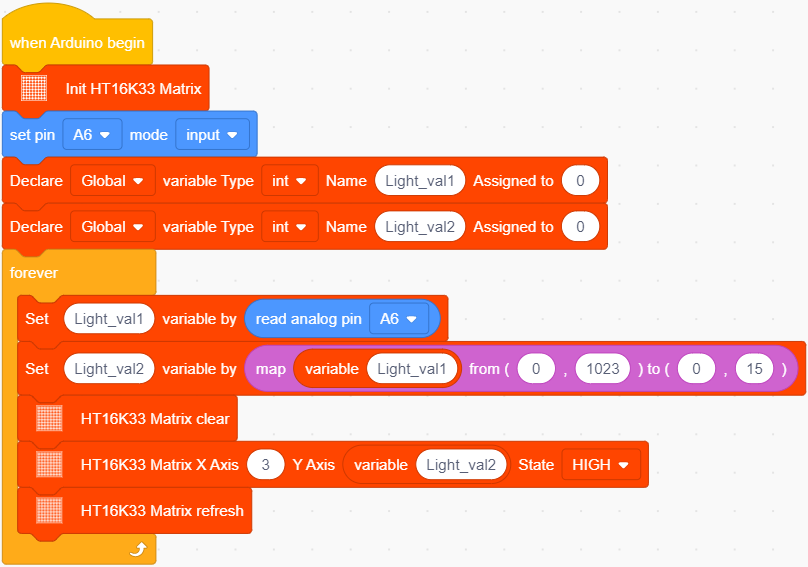 when Arduino begin
Init HT16K33 Matrix
set pin A6 mode input
Declare Global variable Type int Name Light_val1 Assigned to 0
Declare Global variable Type int Name Light_val2 Assigned to 0
forever
Set Light_val1 variable by read analog pin A6
Set Light_val2 variable by map variable Light_val1 from ( 0 , 1023 ) to ( 0 , 15 )
HT16K33 Matrix clear
HT16K33 Matrix X Axis 3 Y Axis variable Light_val2 State HIGH
HT16K33 Matrix refresh